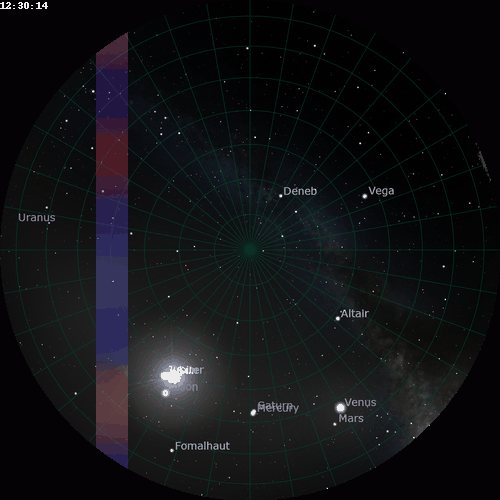 12:30:14
Deneb
Vega
Uranus
Altair
Venus
Saturn
Mercury
Mars
Fomalhaut